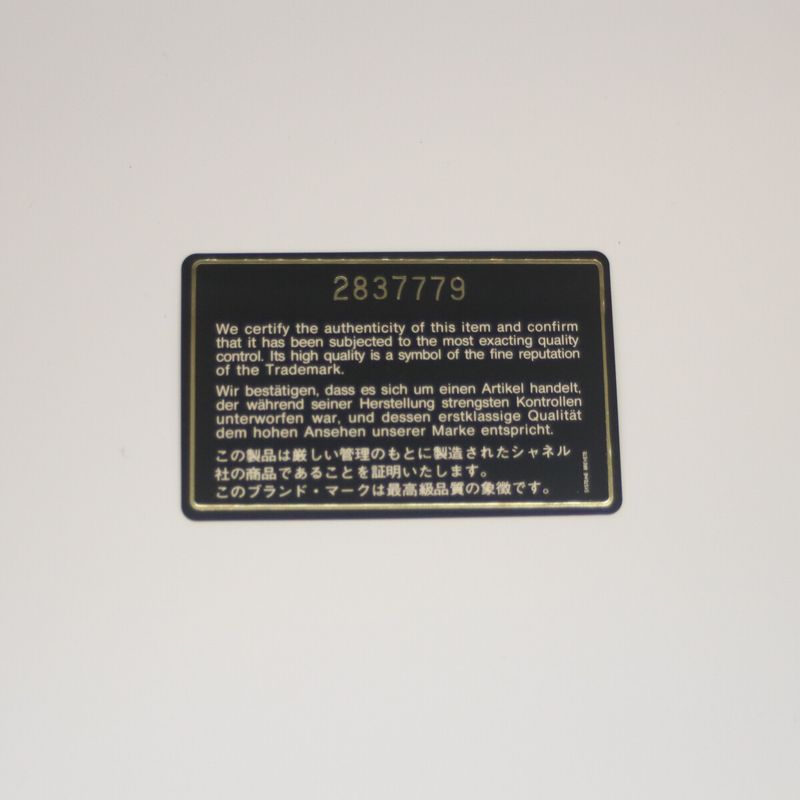 2837779
We certify the authenticity of this item and confirm
that it has been subjected to the most exacting quality
control. Its high quality is a symbol of the fine reputation
of the Trademark.
Wir bestätigen, dass es sich um einen Artikel handelt,
der während seiner Herstellung strengsten Kontrollen
unterworfen war, und dessen erstklassige Qualität
dem hohen Ansehen unserer Marke entspricht.
この製品は厳しい管理のもとに製造されたシャネル
社の商品であることを証明いたします。
このブランド・マークは最高級品質の象徴です。